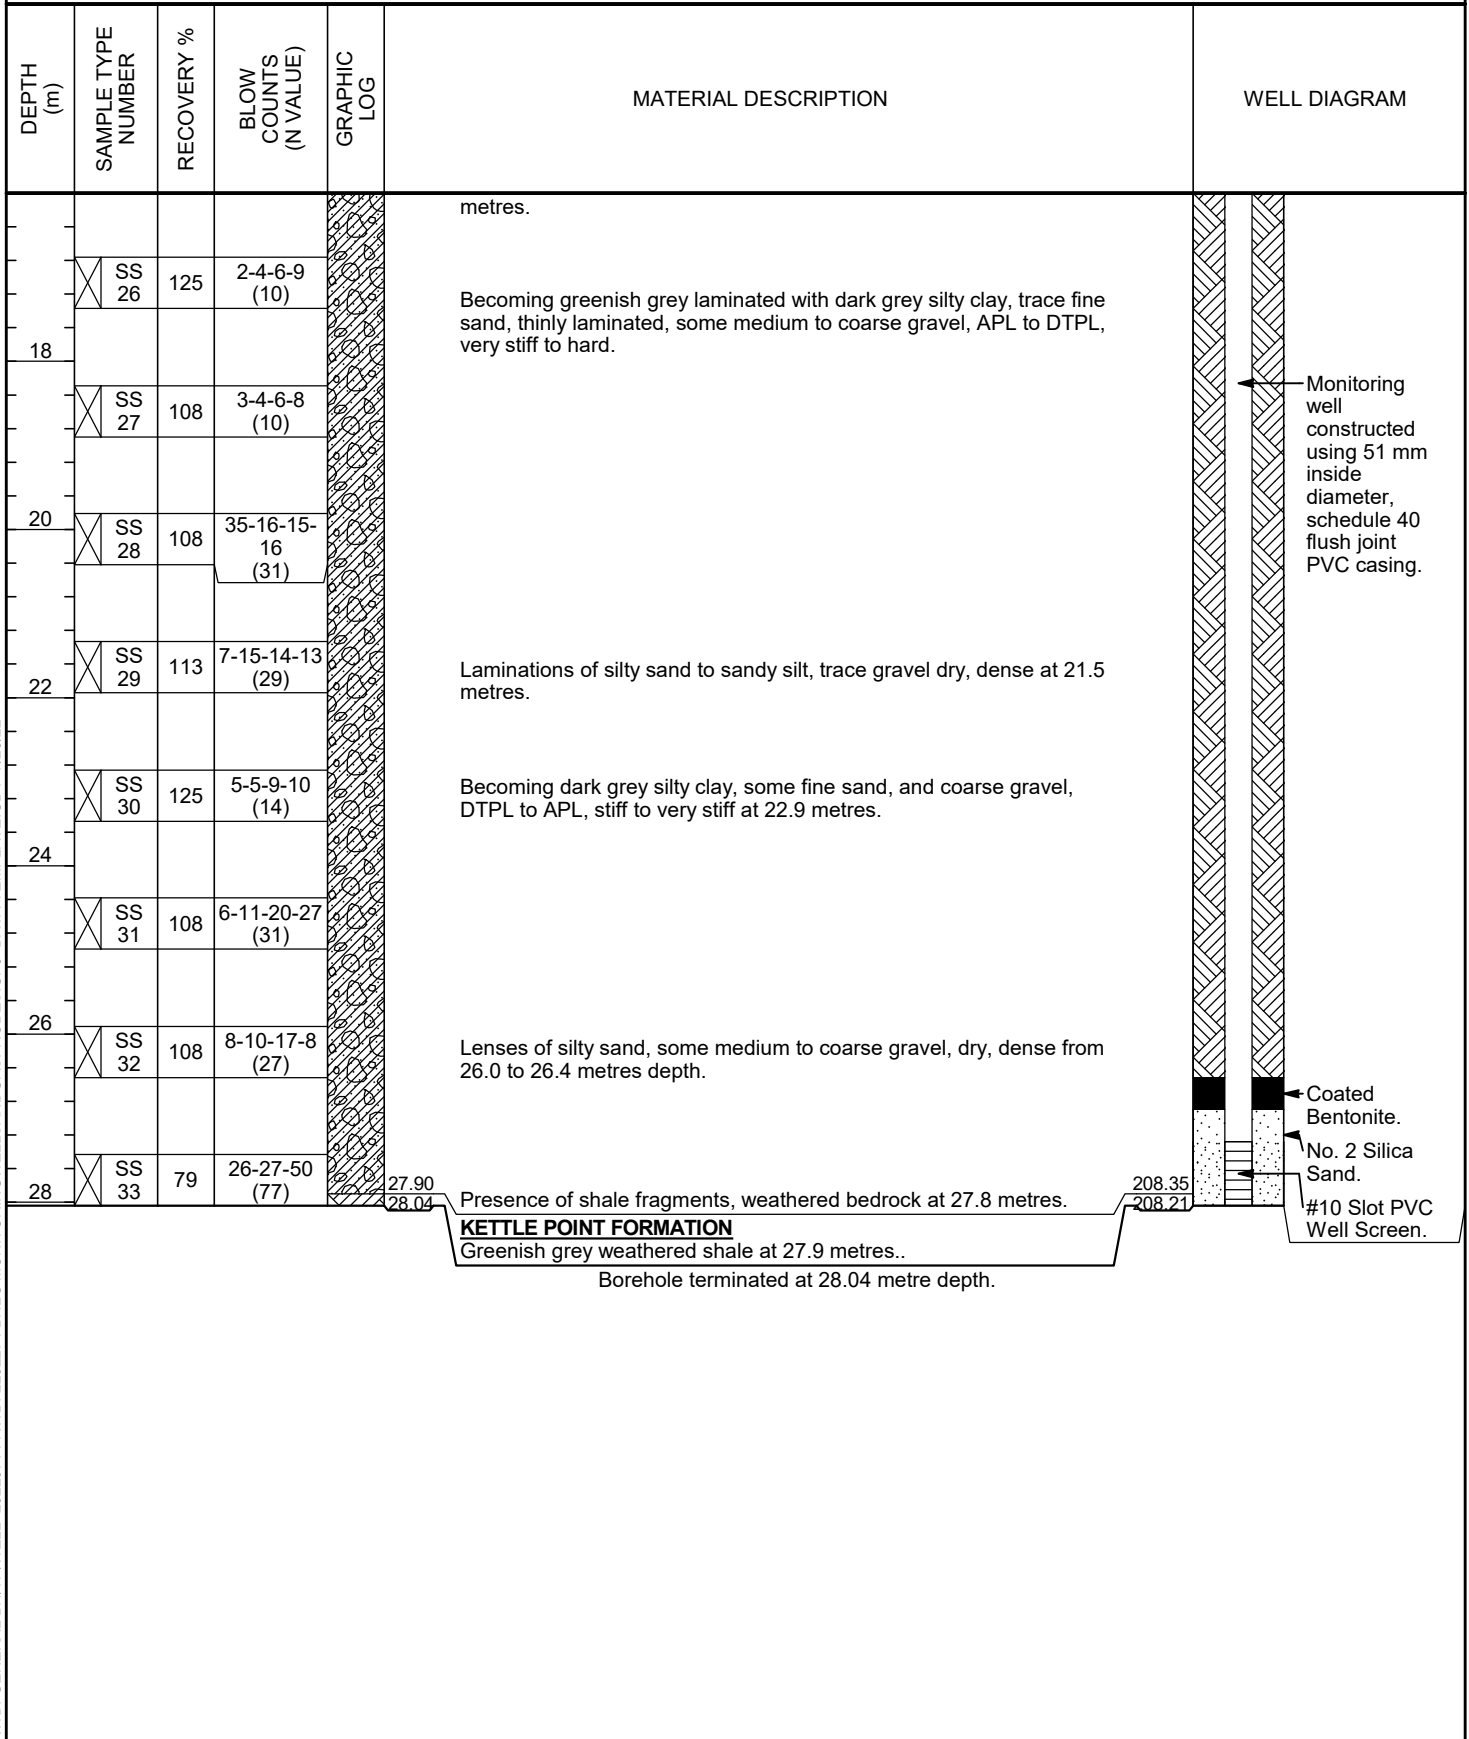 DEPTH
(m)
SAMPLE TYPE
NUMBER
RECOVERY %
BLOW
COUNTS
(N VALUE)
GRAPHIC
LOG
MATERIAL DESCRIPTION
WELL DIAGRAM
metres.
SS
26
125
2-4-6-9
(10)
Becoming greenish grey laminated with dark grey silty clay, trace fine
sand, thinly laminated, some medium to coarse gravel, APL to DTPL,
very stiff to hard.
18
SS
27
108
3-4-6-8
(10)
Monitoring
well
constructed
using 51 mm
inside
diameter,
schedule 40
flush joint
PVC casing.
20
SS
28
108
35-16-15-
16
(31)
SS
29
113
7-15-14-13
(29)
Laminations of silty sand to sandy silt, trace gravel dry, dense at 21.5
metres.
22
SS
30
125
5-5-9-10
(14)
Becoming dark grey silty clay, some fine sand, and coarse gravel,
DTPL to APL, stiff to very stiff at 22.9 metres.
24
SS
31
108
6-11-20-27
(31)
26
SS
32
108
8-10-17-8
(27)
Lenses of silty sand, some medium to coarse gravel, dry, dense from
26.0 to 26.4 metres depth.
Coated
Bentonite.
No. 2 Silica
Sand.
#10 Slot PVC
Well Screen.
28
SS
33
79
26-27-50
(77)
27.90
28.04
Presence of shale fragments, weathered bedrock at 27.8 metres.
208.35
208.21
KETTLE POINT FORMATION
Greenish grey weathered shale at 27.9 metres..
Borehole terminated at 28.04 metre depth.